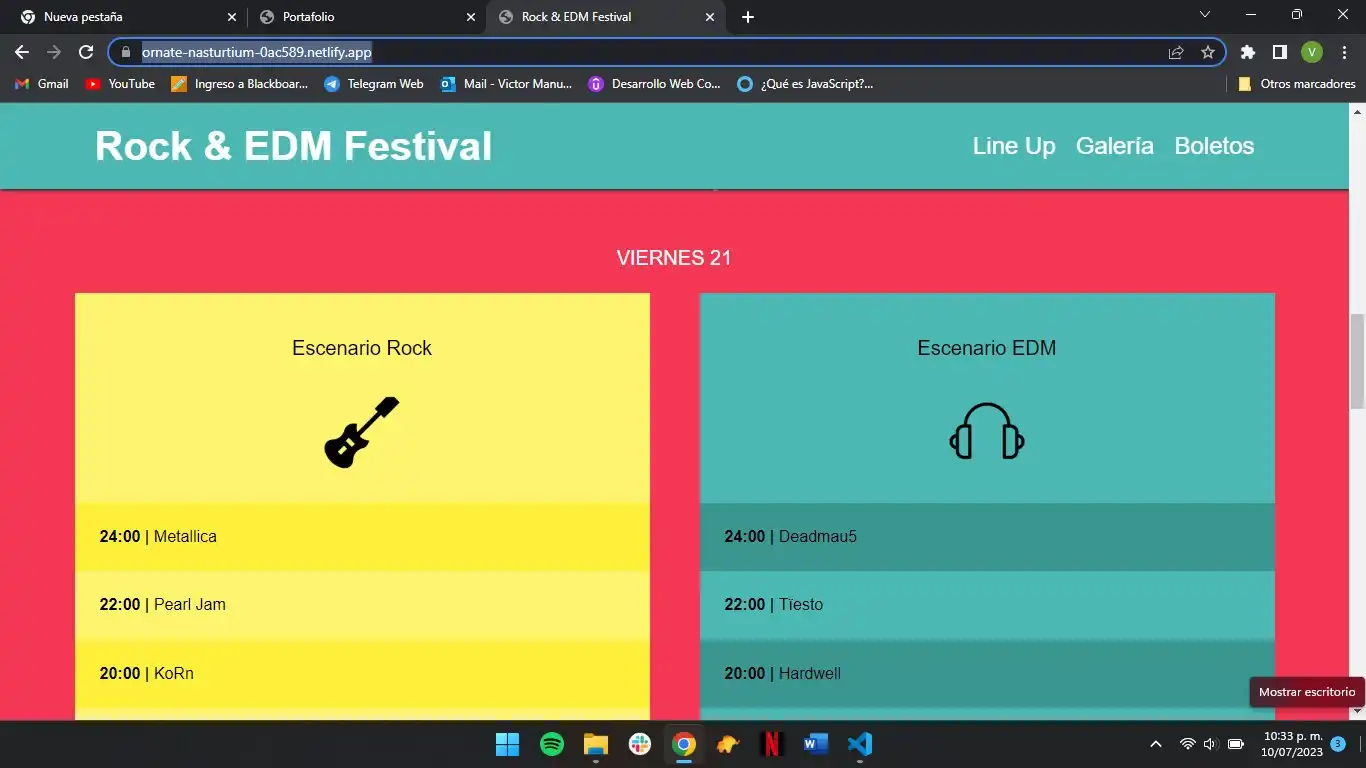 Nueva pestaña
Portafolio
Rock & EDM Festival
ornate-nasturtium-0ac589.netlify.app
V
Gmail
YouTube
Ingreso a Blackboar...
Telegram Web
Mail - Victor Manu...
Desarrollo Web Co...
¿Qué es JavaScript?...
Otros marcadores
Rock & EDM Festival
Line Up
Galería
Boletos
VIERNES 21
Escenario Rock
24:00 | Metallica
22:00 | Pearl Jam
20:00 | KoRn
Escenario EDM
24:00 | Deadmau5
22:00 | Tïesto
20:00 | Hardwell
Mostrar escritorio
10:33 p. m.
10/07/2023
3